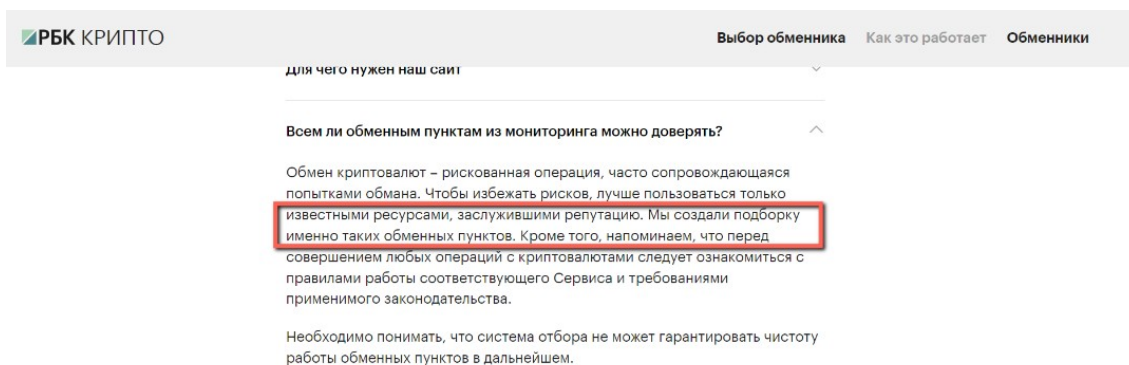 РБК КРИПТО
Выбор обменника Как это работает Обменники
Для чего нужен наш сайт
Всем ли обменным пунктам из мониторинга можно доверять?
Обмен криптовалют – рискованная операция, часто сопровождающаяся
попытками обмана. Чтобы избежать рисков, лучше пользоваться только
известными ресурсами, заслужившими репутацию. Мы создали подборку
именно таких обменных пунктов. Кроме того, напоминаем, что перед
совершением любых операций с криптовалютами следует ознакомиться с
правилами работы соответствующего Сервиса и требованиями
применимого законодательства.
Необходимо понимать, что система отбора не может гарантировать чистоту
работы обменных пунктов в дальнейшем.